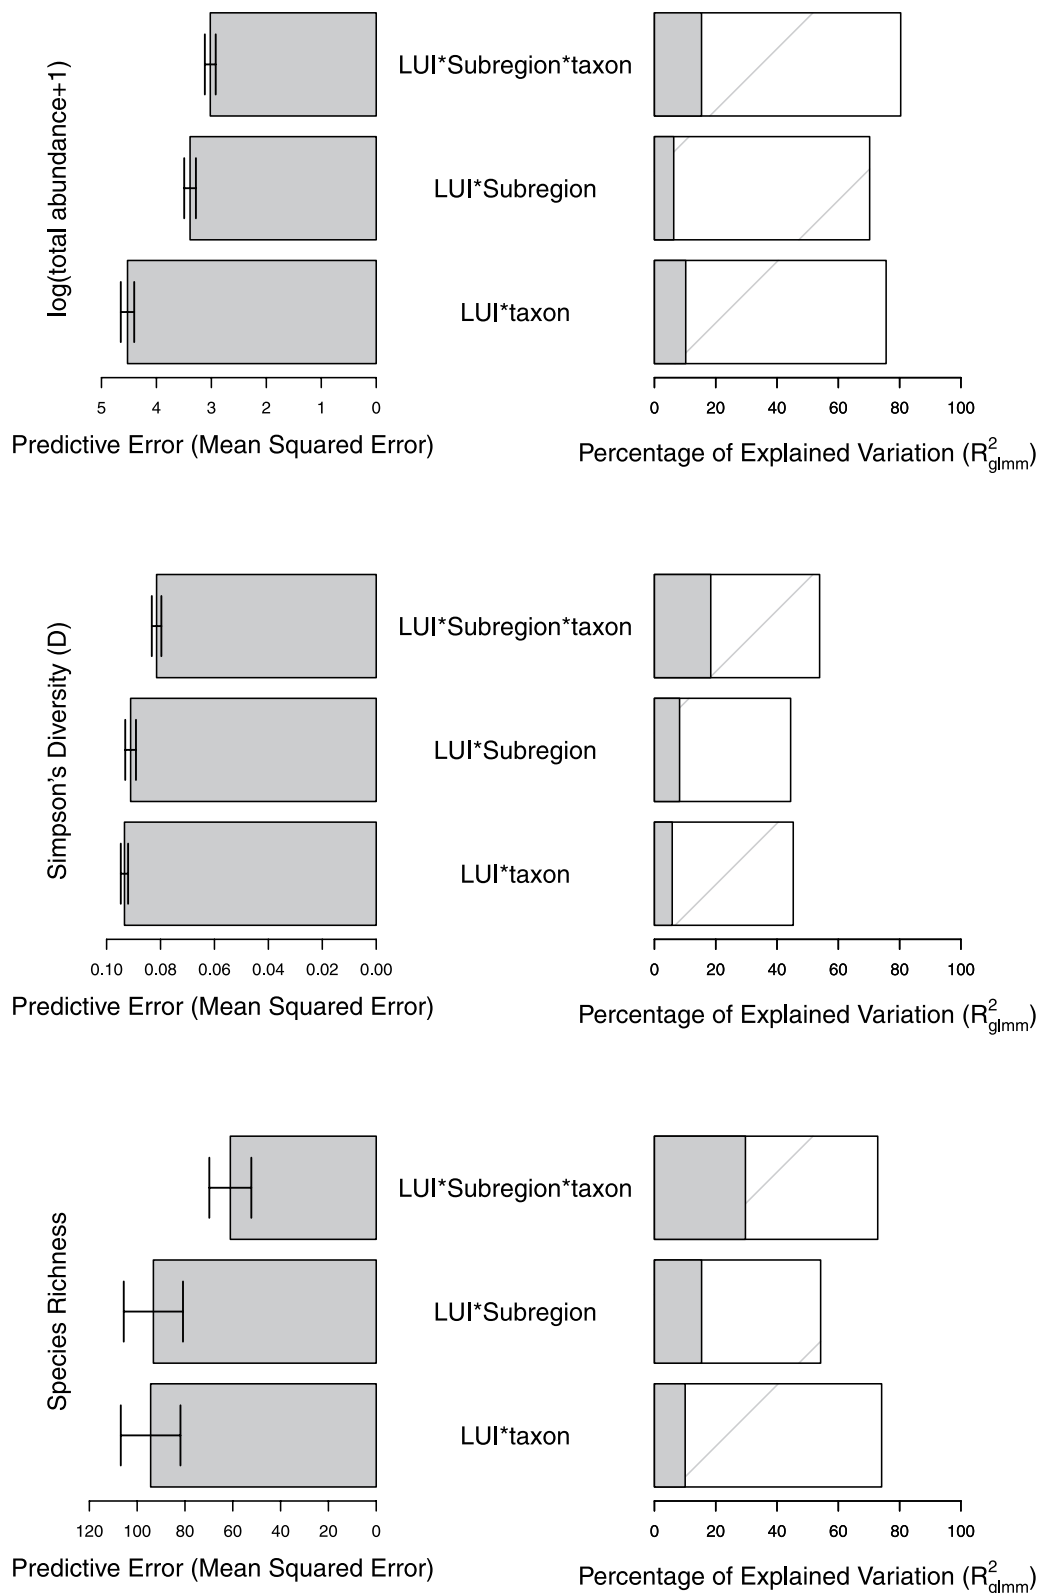 log(total abundance+1)
LUI*Subregion*taxon
LUI*Subregion
LUI*taxon
5 4 3 2 1 0
Predictive Error (Mean Squared Error)
0 20 40 60 80 100
Percentage of Explained Variation (R²glmm)
Simpson's Diversity (D)
LUI*Subregion*taxon
LUI*Subregion
LUI*taxon
0.10 0.08 0.06 0.04 0.02 0.00
Predictive Error (Mean Squared Error)
0 20 40 60 80 100
Percentage of Explained Variation (R²glmm)
Species Richness
LUI*Subregion*taxon
LUI*Subregion
LUI*taxon
120 100 80 60 40 20 0
Predictive Error (Mean Squared Error)
0 20 40 60 80 100
Percentage of Explained Variation (R²glmm)